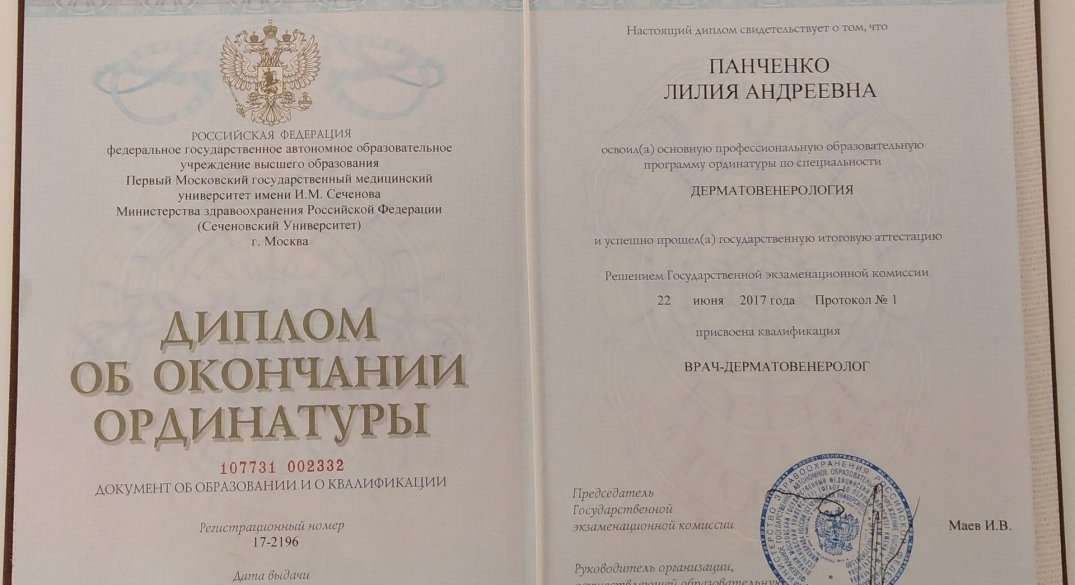 РОССИЙСКАЯ ФЕДЕРАЦИЯ
федеральное государственное автономное образовательное
учреждение высшего образования
Первый Московский государственный медицинский
университет имени И.М. Сеченова
Министерства здравоохранения Российской Федерации
(Сеченовский Университет)
г. Москва
ДИПЛОМ
ОБ ОКОНЧАНИИ
ОРДИНАТУРЫ
107731 002332
ДОКУМЕНТ ОБ ОБРАЗОВАНИИ И О КВАЛИФИКАЦИИ
Регистрационный номер
17-2196
Дата выдачи
Настоящий диплом свидетельствует о том, что
ПАНЧЕНКО
ЛИЛИЯ АНДРЕЕВНА
освоил(а) основную профессиональную образовательную
программу ординатуры по специальности
ДЕРМАТОВЕНЕРОЛОГИЯ
и успешно прошел(а) государственную итоговую аттестацию
Решением Государственной экзаменационной комиссии
22 июня 2017 года Протокол № 1
присвоена квалификация
ВРАЧ-ДЕРМАТОВЕНЕРОЛОГ
Председатель
Государственной
экзаменационной комиссии
Маев И.В.
Руководитель организации,
осуществляющей образовательную